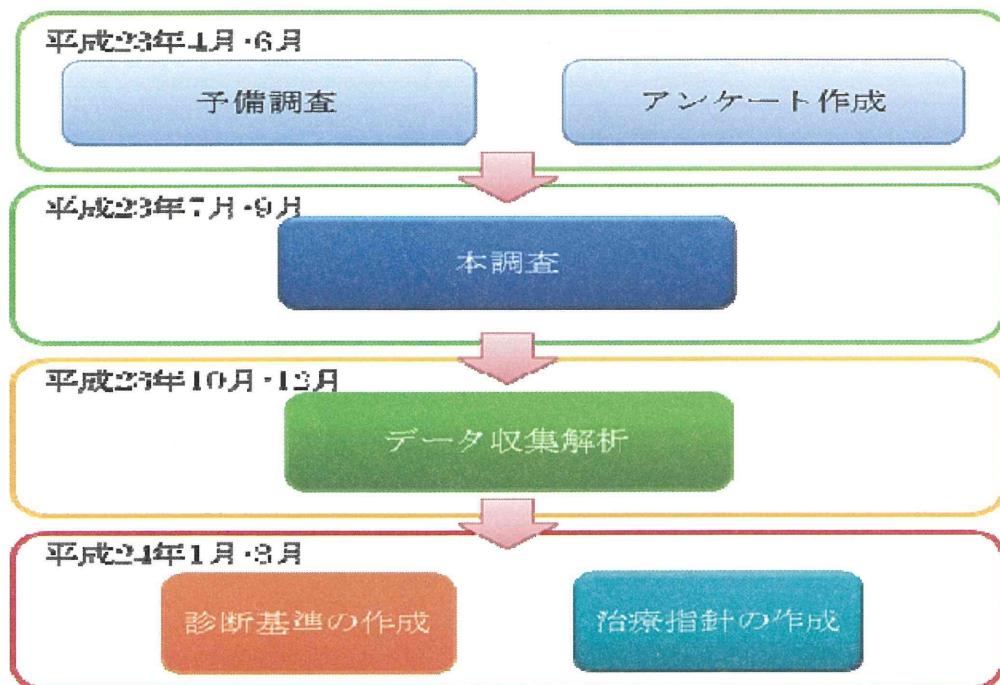 平成23年4月・6月
予備調査
アンケート作成
平成23年7月・9月
本調査
平成23年10月・12月
データ収集解析
平成24年1月・3月
診断基準の作成
治療指針の作成